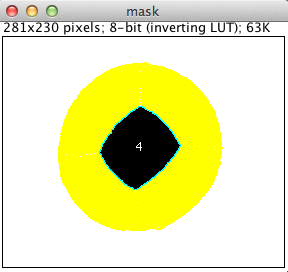 mask
281x230 pixels; 8-bit (inverting LUT); 63K
4